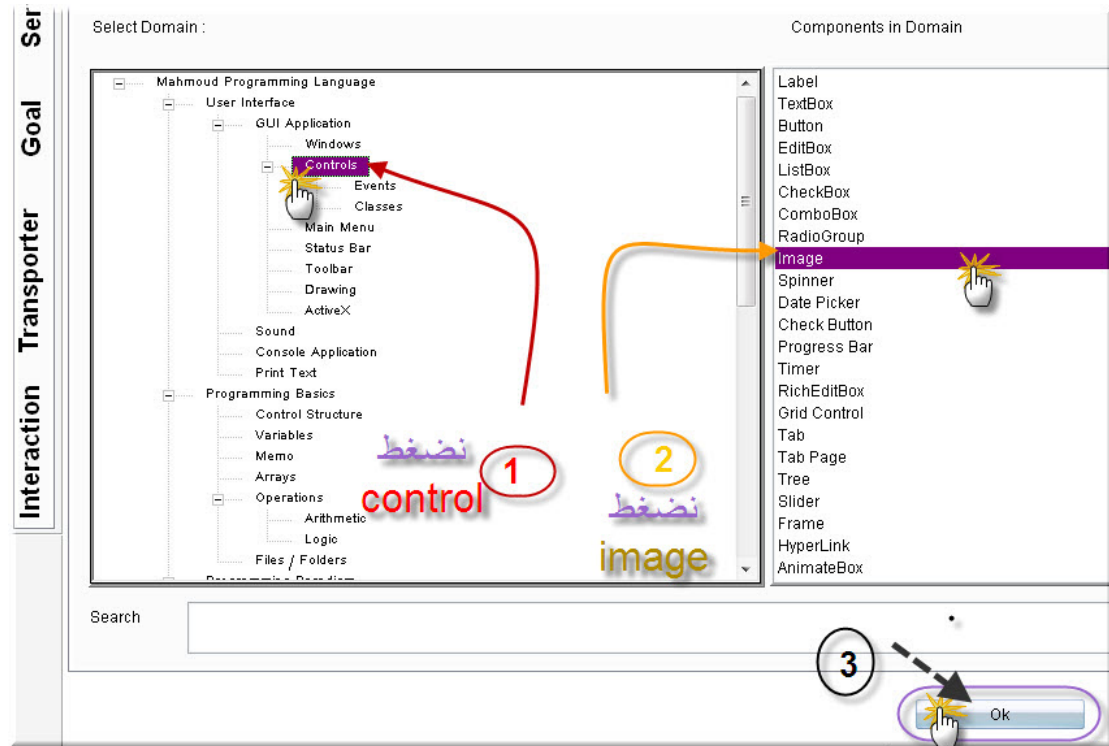 Ser
Goal
Transporter
Interaction
Select Domain :
Mahmoud Programming Language
User Interface
GUI Application
Windows
Controls
Events
Classes
Main Menu
Status Bar
Toolbar
Drawing
ActiveX
Sound
Console Application
Print Text
Programming Basics
Control Structure
Variables
Memo
Arrays
Operations
Arithmetic
Logic
Files / Folders
Programming Paradigm
نضغط
control
1
2
نضغط
image
Components in Domain
Label
TextBox
Button
EditBox
ListBox
CheckBox
ComboBox
RadioGroup
Image
Spinner
Date Picker
Check Button
Progress Bar
Timer
RichEditBox
Grid Control
Tab
Tab Page
Tree
Slider
Frame
HyperLink
AnimateBox
Search
3
Ok